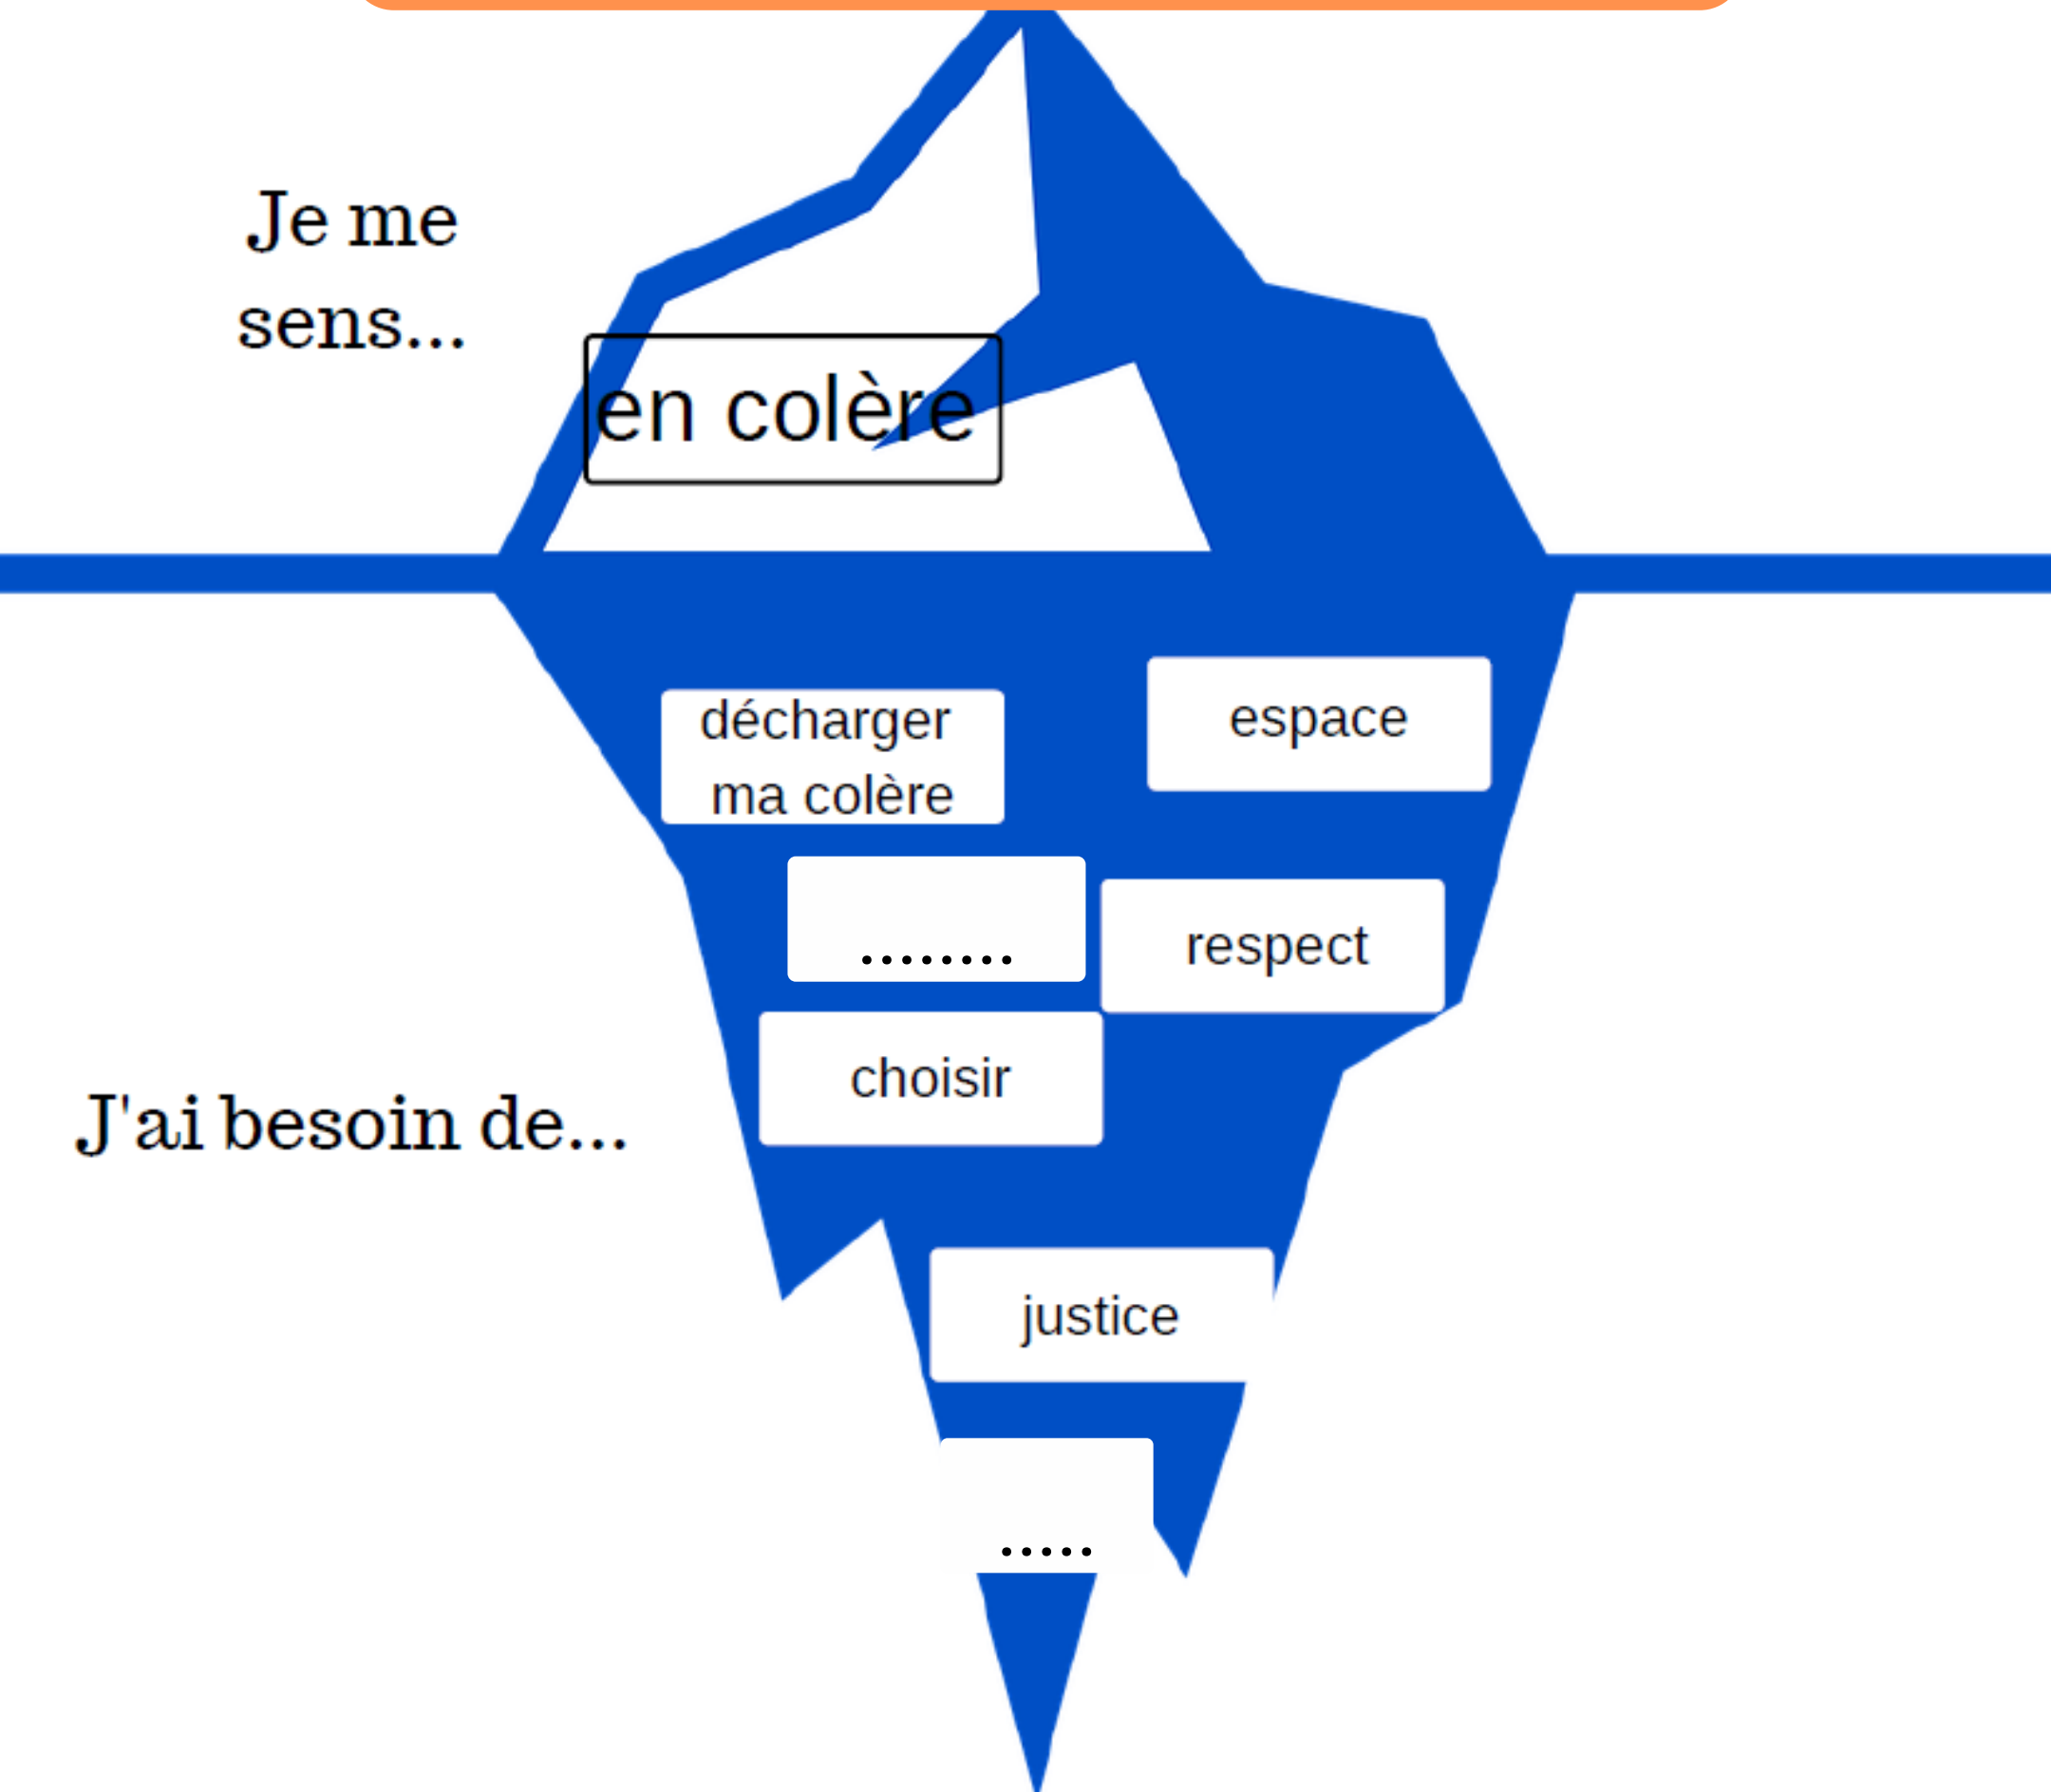 Je me
sens...
en colère
décharger
ma colère
espace
........
respect
choisir
J'ai besoin de...
justice
.....